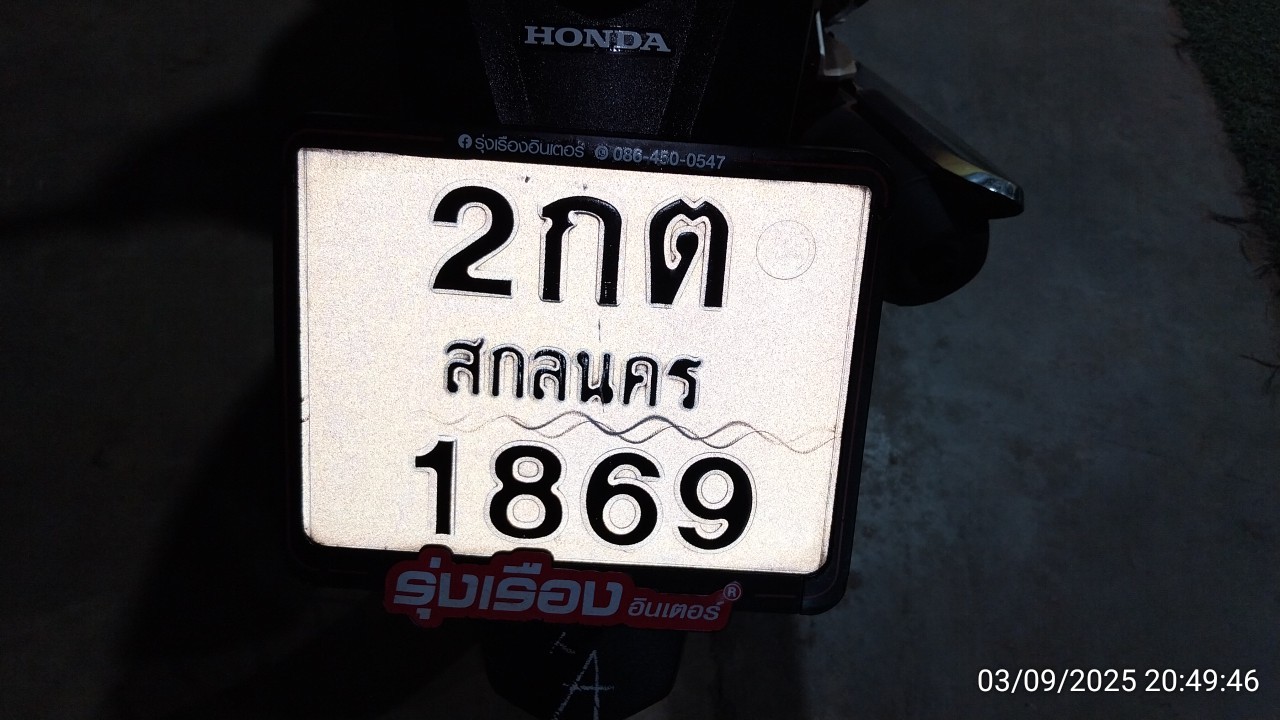 HONDA
รุ่งเรืองอินเตอร์ 086-450-0547
2กต
สกลนคร
1869
รุ่งเรือง อินเตอร์ ®
A
03/09/2025 20:49:46